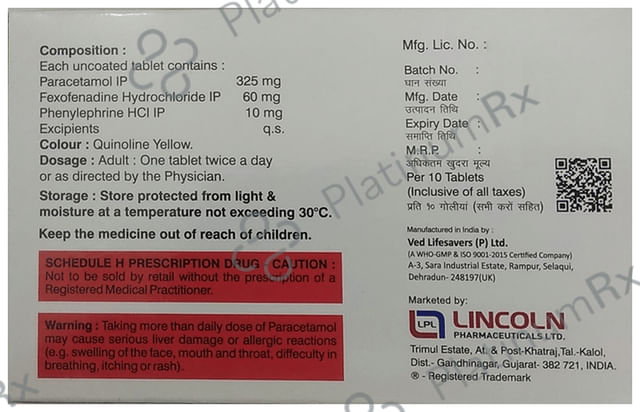 Composition :
Each uncoated tablet contains :
Paracetamol IP 325 mg
Fexofenadine Hydrochloride IP 60 mg
Phenylephrine HCl IP 10 mg
Excipients q.s.
Colour : Quinoline Yellow.
Dosage : Adult : One tablet twice a day
or as directed by the Physician.
Storage : Store protected from light &
moisture at a temperature not exceeding 30°C.
Keep the medicine out of reach of children.
SCHEDULE H PRESCRIPTION DRUG - CAUTION :
Not to be sold by retail without the prescription of a
Registered Medical Practitioner.
Warning : Taking more than daily dose of Paracetamol
may cause serious liver damage or allergic reactions
(e.g. swelling of the face, mouth and throat, difficulty in
breathing, itching or rash).
Mfg. Lic. No. :
Batch No. :
घान संख्या
Mfg. Date :
उत्पादन तिथि
Expiry Date :
समाप्ति तिथि
M.R.P. :
अधिकतम खुदरा मूल्य
Per 10 Tablets
(Inclusive of all taxes)
प्रति १० गोलीयां (सभी करों सहित)
Manufactured in India by :
Ved Lifesavers (P) Ltd.
(A WHO-GMP & ISO 9001-2015 Certified Company)
A-3, Sara Industrial Estate, Rampur, Selaqui,
Dehradun- 248197(UK)
Marketed by:
LPL LINCOLN
PHARMACEUTICALS LTD.
Trimul Estate, At. & Post-Khatraj,Tal.-Kalol,
Dist.- Gandhinagar, Gujarat- 382 721, INDIA.
® - Registered Trademark
PlatinumRx